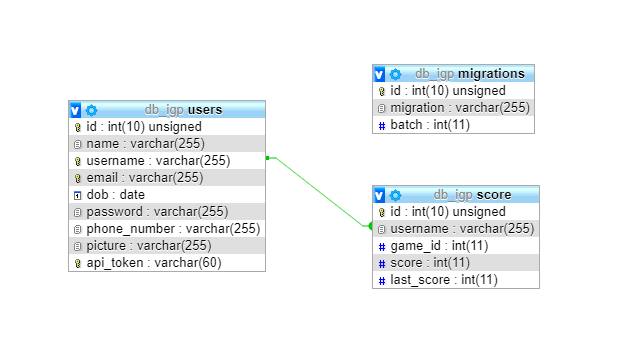 db_igp users
id : int(10) unsigned
name : varchar(255)
username : varchar(255)
email : varchar(255)
dob : date
password : varchar(255)
phone_number : varchar(255)
picture : varchar(255)
api_token : varchar(60)
db_igp migrations
id : int(10) unsigned
migration : varchar(255)
batch : int(11)
db_igp score
id : int(10) unsigned
username : varchar(255)
game_id : int(11)
score : int(11)
last_score : int(11)